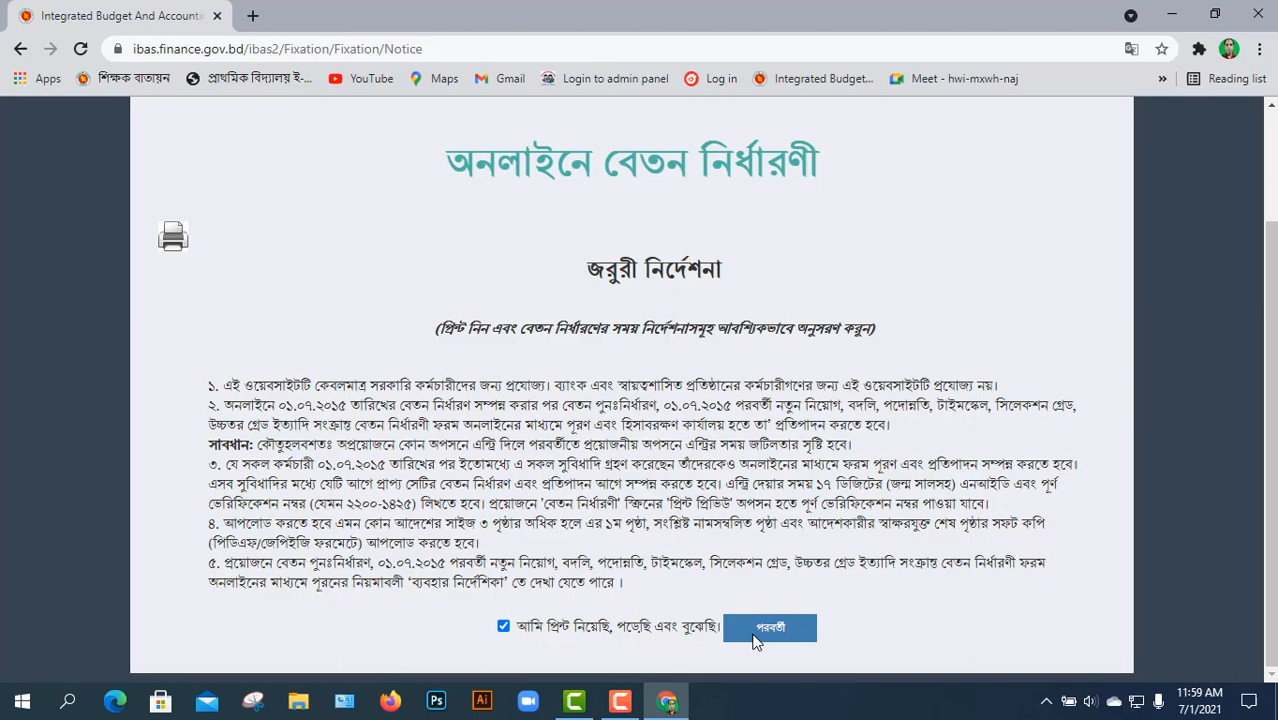 Integrated Budget And Accounti
ibas.finance.gov.bd/ibas2/Fixation/Fixation/Notice
Apps শিক্ষক বাতায়ন প্রাথমিক বিদ্যালয় ই-... YouTube Maps Gmail Login to admin panel Log in Integrated Budget... Meet - hwi-mxwh-naj » Reading list
অনলাইনে বেতন নির্ধারণী
জরুরী নির্দেশনা
(প্রিন্ট নিন এবং বেতন নির্ধারণের সময় নির্দেশনাসমূহ আবশ্যিকভাবে অনুসরণ করুন)
১. এই ওয়েবসাইটটি কেবলমাত্র সরকারি কর্মচারীদের জন্য প্রযোজ্য। ব্যাংক এবং স্বায়ত্বশাসিত প্রতিষ্ঠানের কর্মচারীগণের জন্য এই ওয়েবসাইটটি প্রযোজ্য নয়।
২. অনলাইনে ০১.০৭.২০১৫ তারিখের বেতন নির্ধারণ সম্পন্ন করার পর বেতন পুনঃনির্ধারণ, ০১.০৭.২০১৫ পরবর্তী নতুন নিয়োগ, বদলি, পদোন্নতি, টাইমস্কেল, সিলেকশন গ্রেড,
উচ্চতর গ্রেড ইত্যাদি সংক্রান্ত বেতন নির্ধারণী ফরম অনলাইনের মাধ্যমে পূরণ এবং হিসাবরক্ষণ কার্যালয় হতে তা’ প্রতিপাদন করতে হবে।
সাবধান: কৌতুহলবশতঃ অপ্রয়োজনে কোন অপসনে এন্ট্রি দিলে পরবর্তীতে প্রয়োজনীয় অপসনে এন্ট্রির সময় জটিলতার সৃষ্টি হবে।
৩. যে সকল কর্মচারী ০১.০৭.২০১৫ তারিখের পর ইতোমধ্যে এ সকল সুবিধাদি গ্রহণ করেছেন তাঁদেরকেও অনলাইনের মাধ্যমে ফরম পূরণ এবং প্রতিপাদন সম্পন্ন করতে হবে।
এসব সুবিধাদির মধ্যে যেটি আগে প্রাপ্য সেটির বেতন নির্ধারণ এবং প্রতিপাদন আগে সম্পন্ন করতে হবে। এন্ট্রি দেয়ার সময় ১৭ ডিজিটের (জন্ম সালসহ) এনআইডি এবং পূর্ণ
ভেরিফিকেশন নম্বর (যেমন ২২০০-১৪২৫) লিখতে হবে। প্রয়োজনে 'বেতন নির্ধারণী' স্ক্রিনের 'প্রিন্ট প্রিভিউ' অপসন হতে পূর্ণ ভেরিফিকেশন নম্বর পাওয়া যাবে।
৪. আপলোড করতে হবে এমন কোন আদেশের সাইজ ৩ পৃষ্ঠার অধিক হলে এর ১ম পৃষ্ঠা, সংশ্লিষ্ট নামসম্বলিত পৃষ্ঠা এবং আদেশকারীর স্বাক্ষরযুক্ত শেষ পৃষ্ঠার সফট কপি
(পিডিএফ/জেপিইজি ফরমেটে) আপলোড করতে হবে।
৫. প্রয়োজনে বেতন পুনঃনির্ধারণ, ০১.০৭.২০১৫ পরবর্তী নতুন নিয়োগ, বদলি, পদোন্নতি, টাইমস্কেল, সিলেকশন গ্রেড, উচ্চতর গ্রেড ইত্যাদি সংক্রান্ত বেতন নির্ধারণী ফরম
অনলাইনের মাধ্যমে পূরনের নিয়মাবলী ‘ব্যবহার নির্দেশিকা’ তে দেখা যেতে পারে ।
আমি প্রিন্ট নিয়েছি, পড়েছি এবং বুঝেছি। পরবর্তী
Ps Ai
11:59 AM
7/1/2021